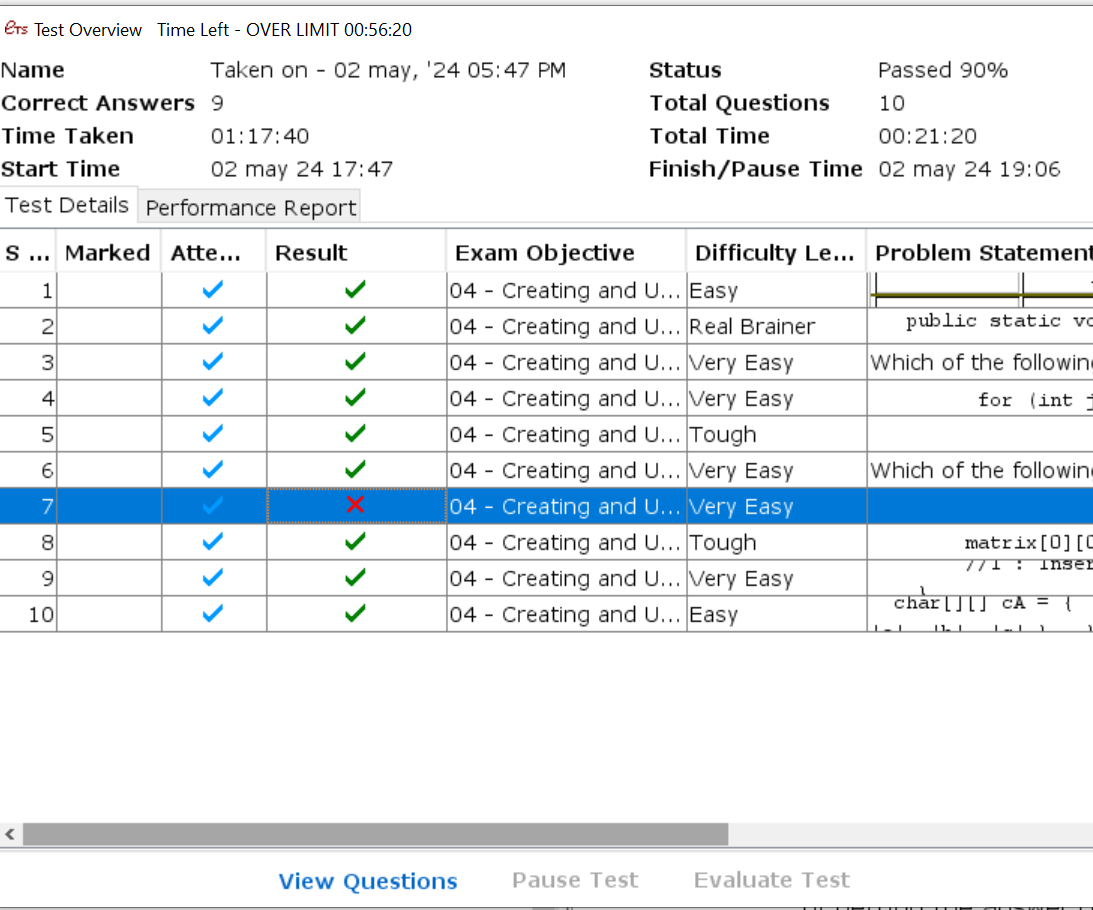 eTs Test Overview Time Left - OVER LIMIT 00:56:20
Name Taken on - 02 may, '24 05:47 PM Status Passed 90%
Correct Answers 9 Total Questions 10
Time Taken 01:17:40 Total Time 00:21:20
Start Time 02 may 24 17:47 Finish/Pause Time 02 may 24 19:06
Test Details Performance Report
S ... Marked Atte... Result Exam Objective Difficulty Le... Problem Statement
1 04 - Creating and U... Easy
2 04 - Creating and U... Real Brainer public static vo
3 04 - Creating and U... Very Easy Which of the following
4 04 - Creating and U... Very Easy for (int j
5 04 - Creating and U... Tough
6 04 - Creating and U... Very Easy Which of the following
7 04 - Creating and U... Very Easy
8 04 - Creating and U... Tough matrix[0][0
9 04 - Creating and U... Very Easy //1 : Inser
}
10 04 - Creating and U... Easy char[][] cA = {
View Questions Pause Test Evaluate Test